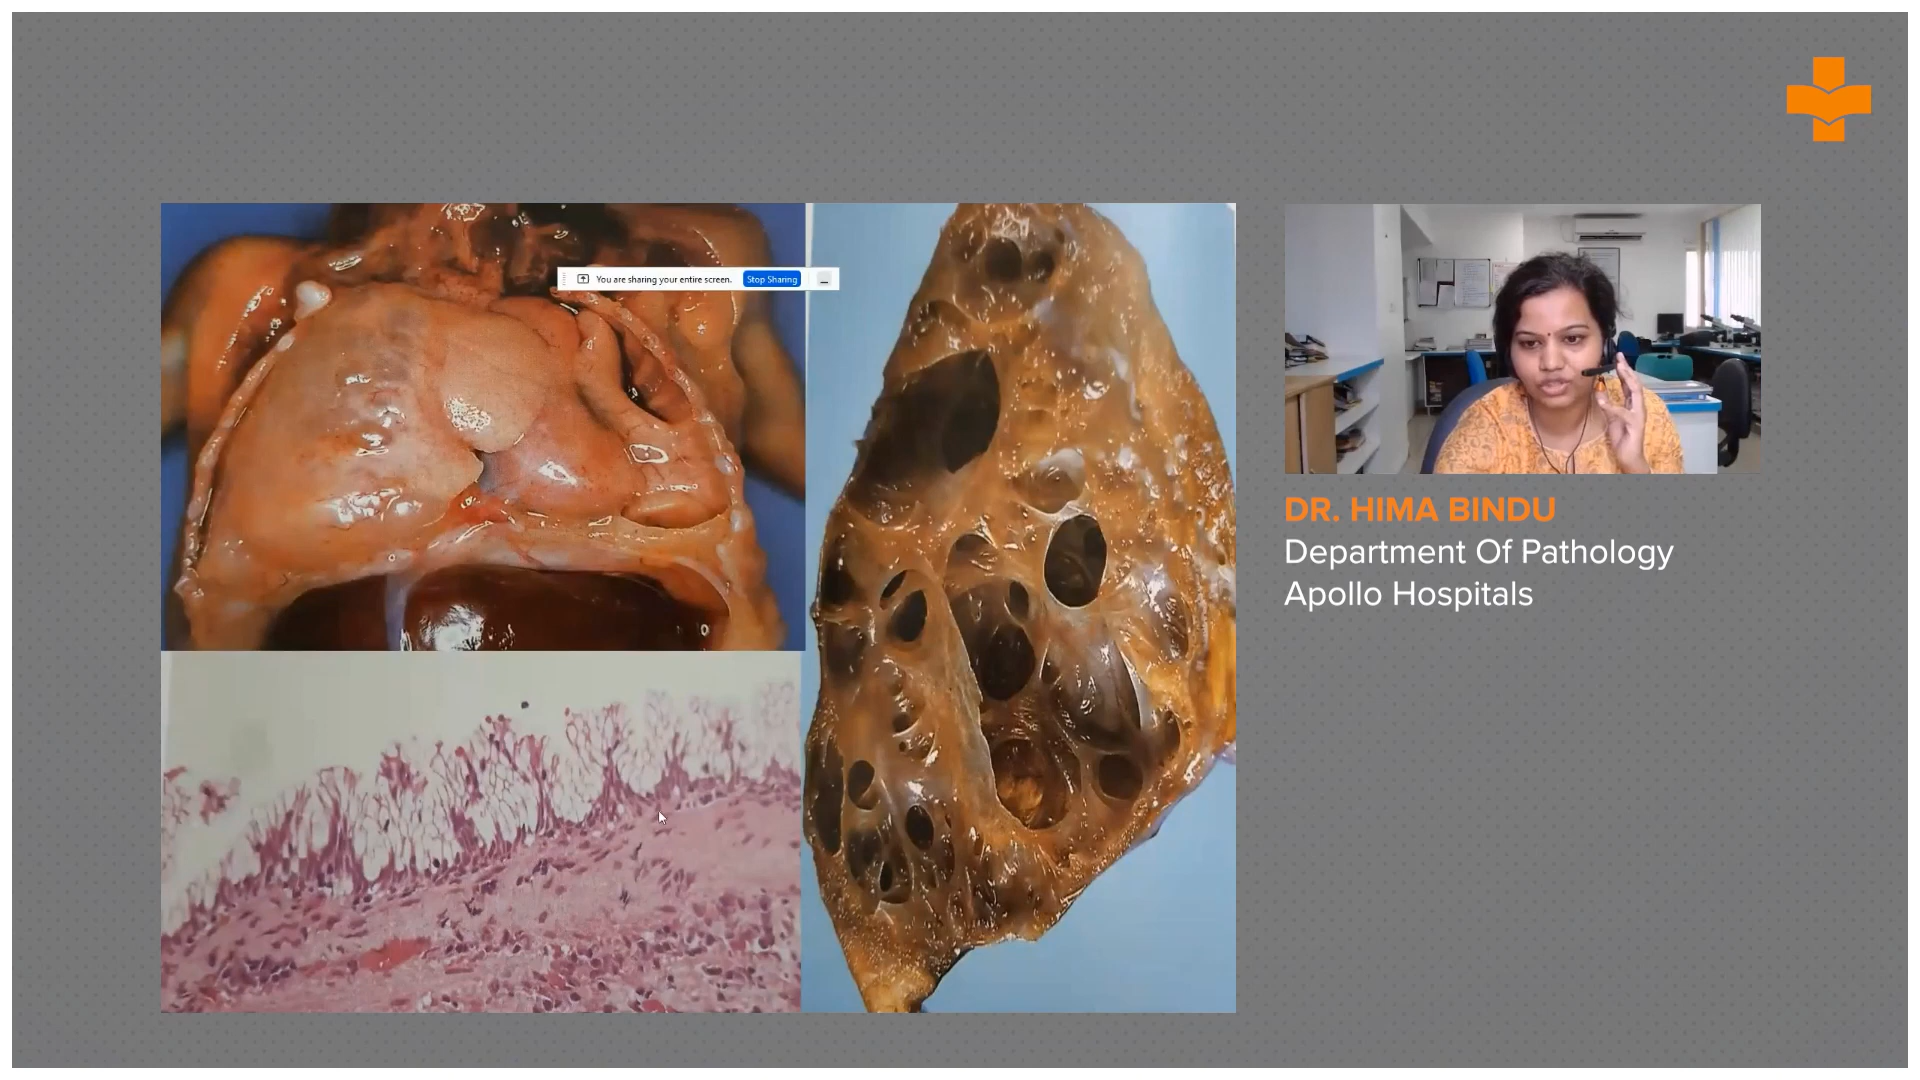 You are sharing your entire screen.
Stop Sharing
DR. HIMA BINDU
Department Of Pathology
Apollo Hospitals